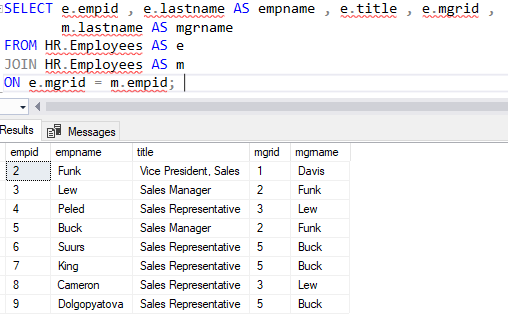 SELECT e.empid , e.lastname AS empname , e.title , e.mgrid ,
m.lastname AS mgrname
FROM HR.Employees AS e
JOIN HR.Employees AS m
ON e.mgrid = m.empid;
Results Messages
empid empname title mgrid mgrname
2 Funk Vice President, Sales 1 Davis
3 Lew Sales Manager 2 Funk
4 Peled Sales Representative 3 Lew
5 Buck Sales Manager 2 Funk
6 Suurs Sales Representative 5 Buck
7 King Sales Representative 5 Buck
8 Cameron Sales Representative 3 Lew
9 Dolgopyatova Sales Representative 5 Buck